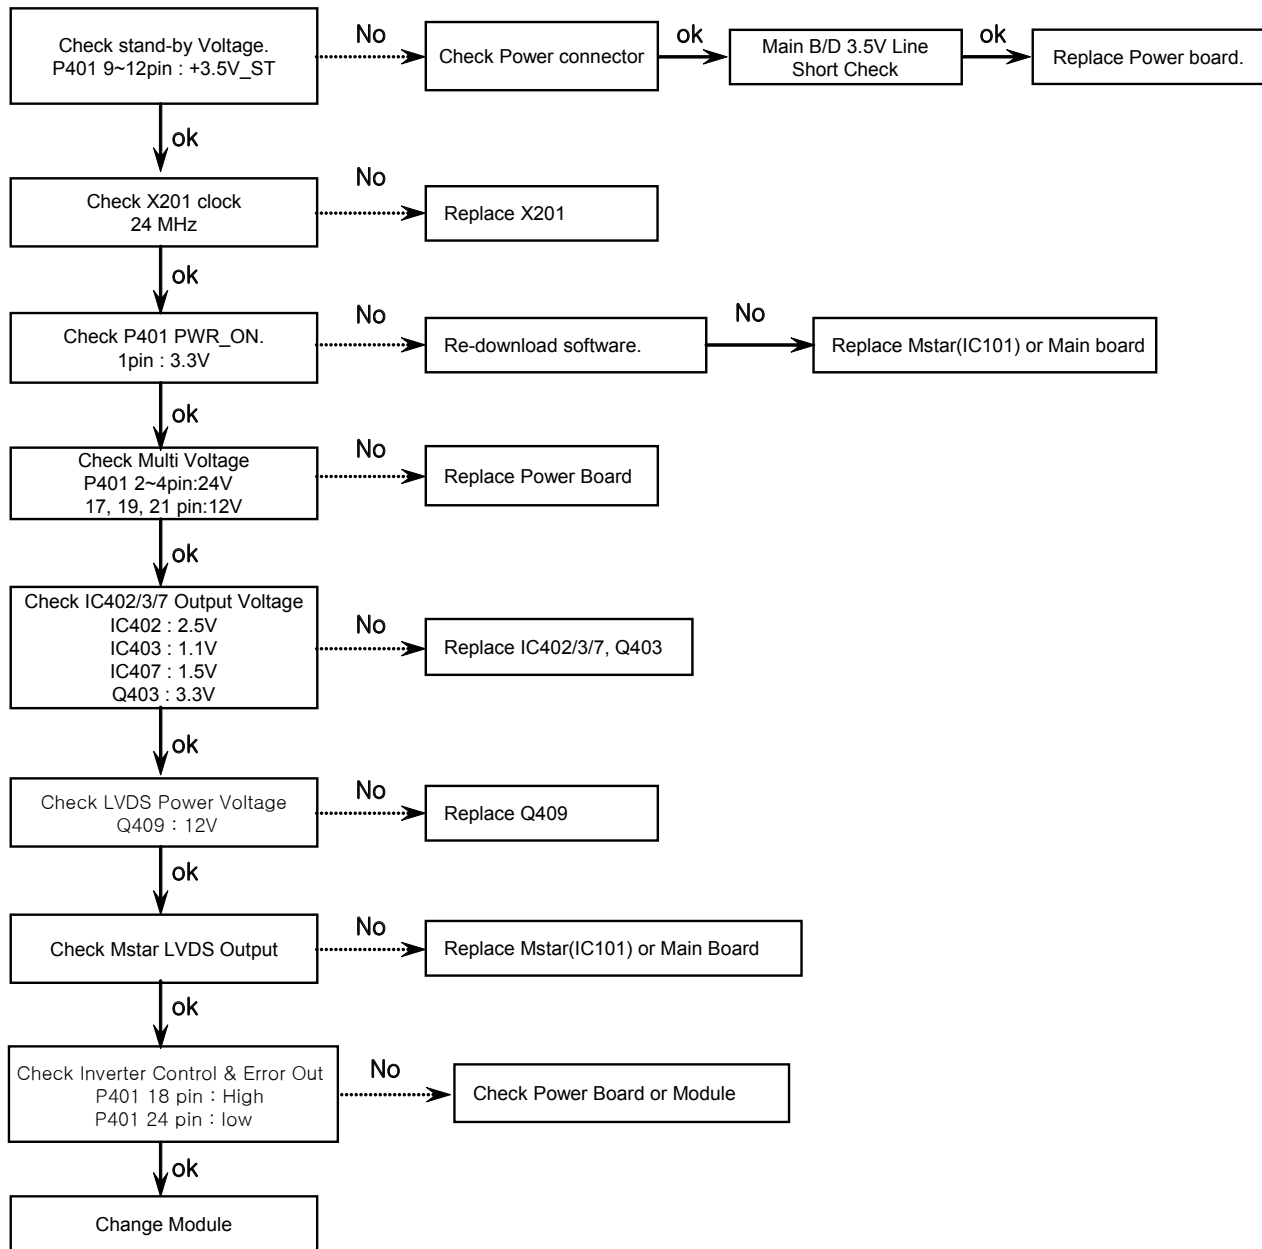 Check stand-by Voltage.
P401 9~12pin : +3.5V_ST
No
Check Power connector
ok
Main B/D 3.5V Line
Short Check
ok
Replace Power board.
ok
Check X201 clock
24 MHz
No
Replace X201
ok
Check P401 PWR_ON.
1pin : 3.3V
No
Re-download software.
No
Replace Mstar(IC101) or Main board
ok
Check Multi Voltage
P401 2~4pin:24V
17, 19, 21 pin:12V
No
Replace Power Board
ok
Check IC402/3/7 Output Voltage
IC402 : 2.5V
IC403 : 1.1V
IC407 : 1.5V
Q403 : 3.3V
No
Replace IC402/3/7, Q403
ok
Check LVDS Power Voltage
Q409 : 12V
No
Replace Q409
ok
Check Mstar LVDS Output
No
Replace Mstar(IC101) or Main Board
ok
Check Inverter Control & Error Out
P401 18 pin : High
P401 24 pin : low
No
Check Power Board or Module
ok
Change Module